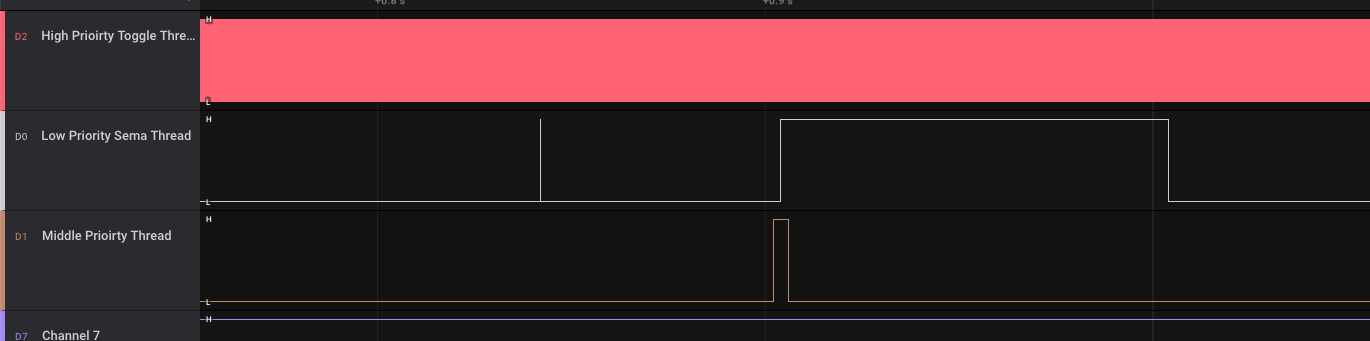 +0.8 s
+0.9 s
D2 High Prioirty Toggle Thre...
H
L
D0 Low Priority Sema Thread
H
L
D1 Middle Prioirty Thread
H
L
D7 Channel 7
H